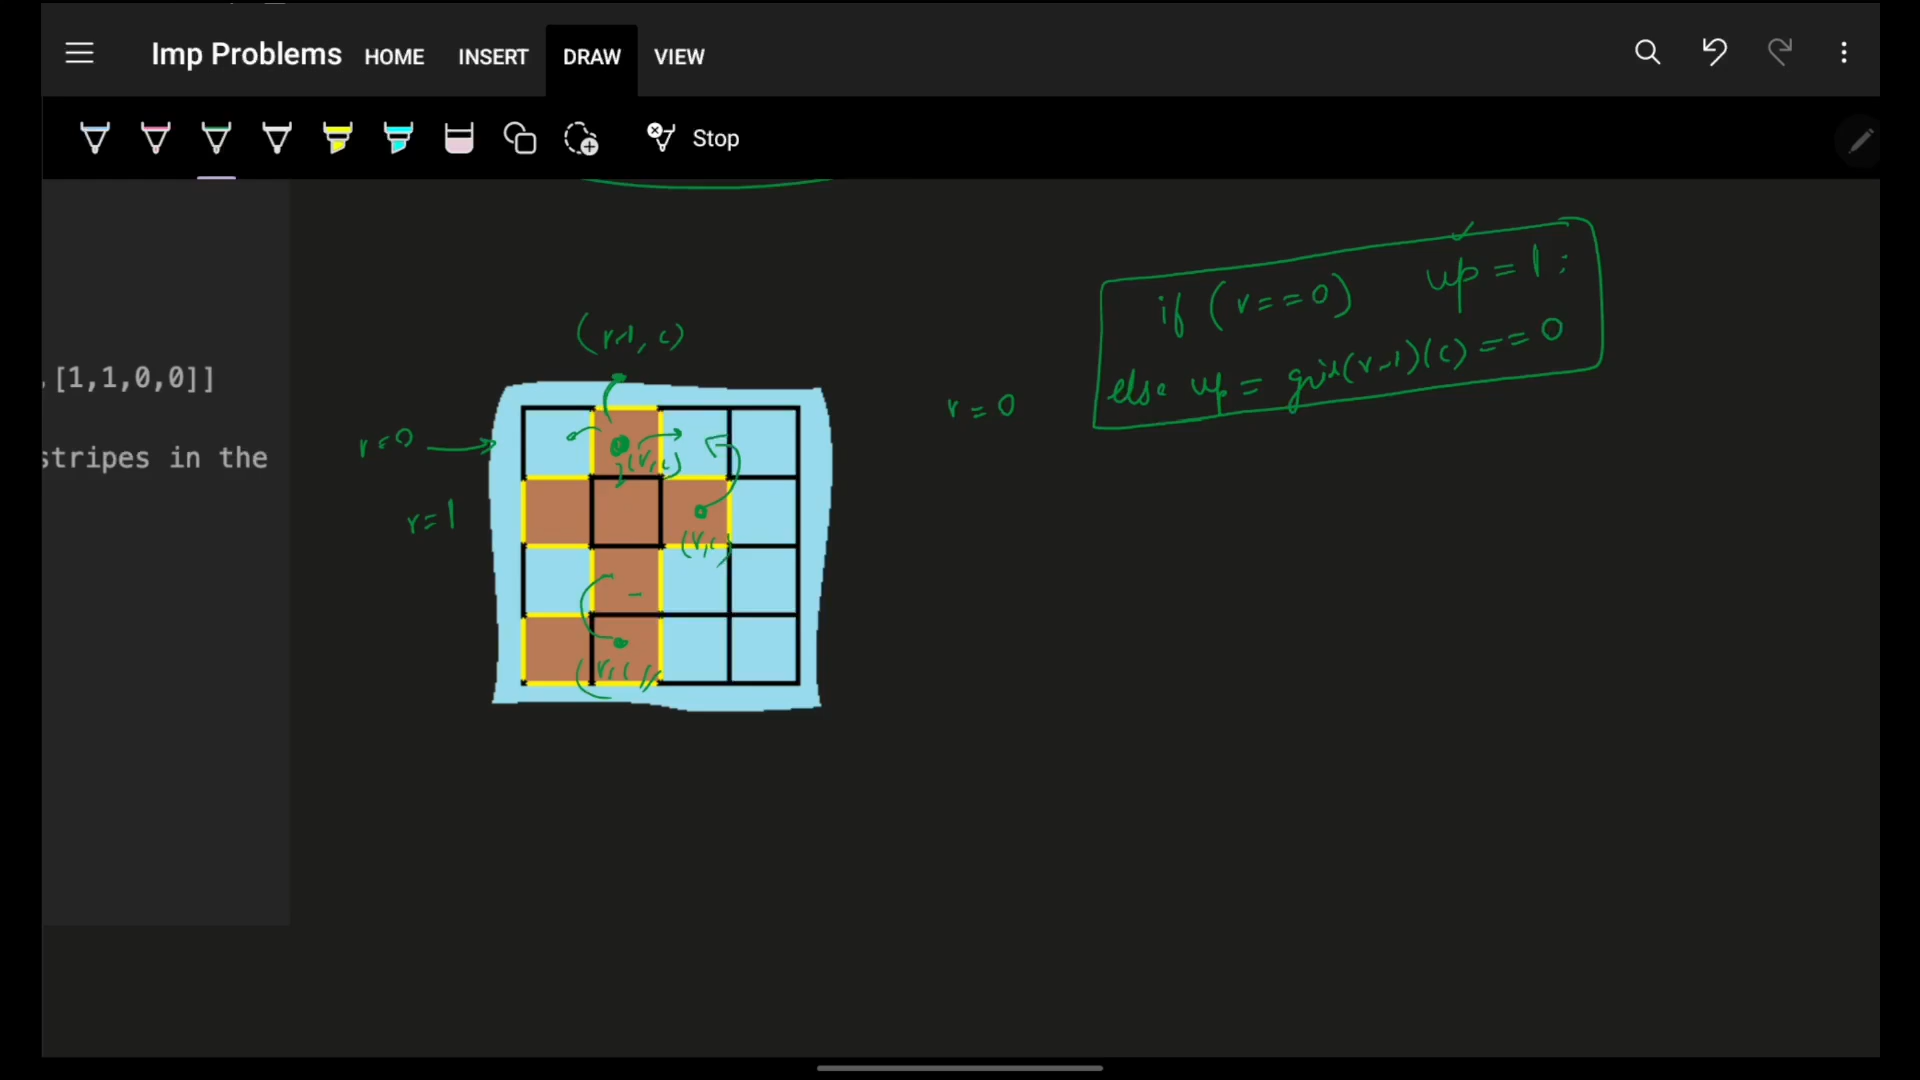 Imp Problems HOME INSERT DRAW VIEW
Stop
if (r==0) up = 1;
else up = grid(r-1)(c) == 0
(r-1, c)
r=0
r=0
(r,c)
,[1,1,0,0]]
stripes in the
r=1
(r,c)
(r,c)